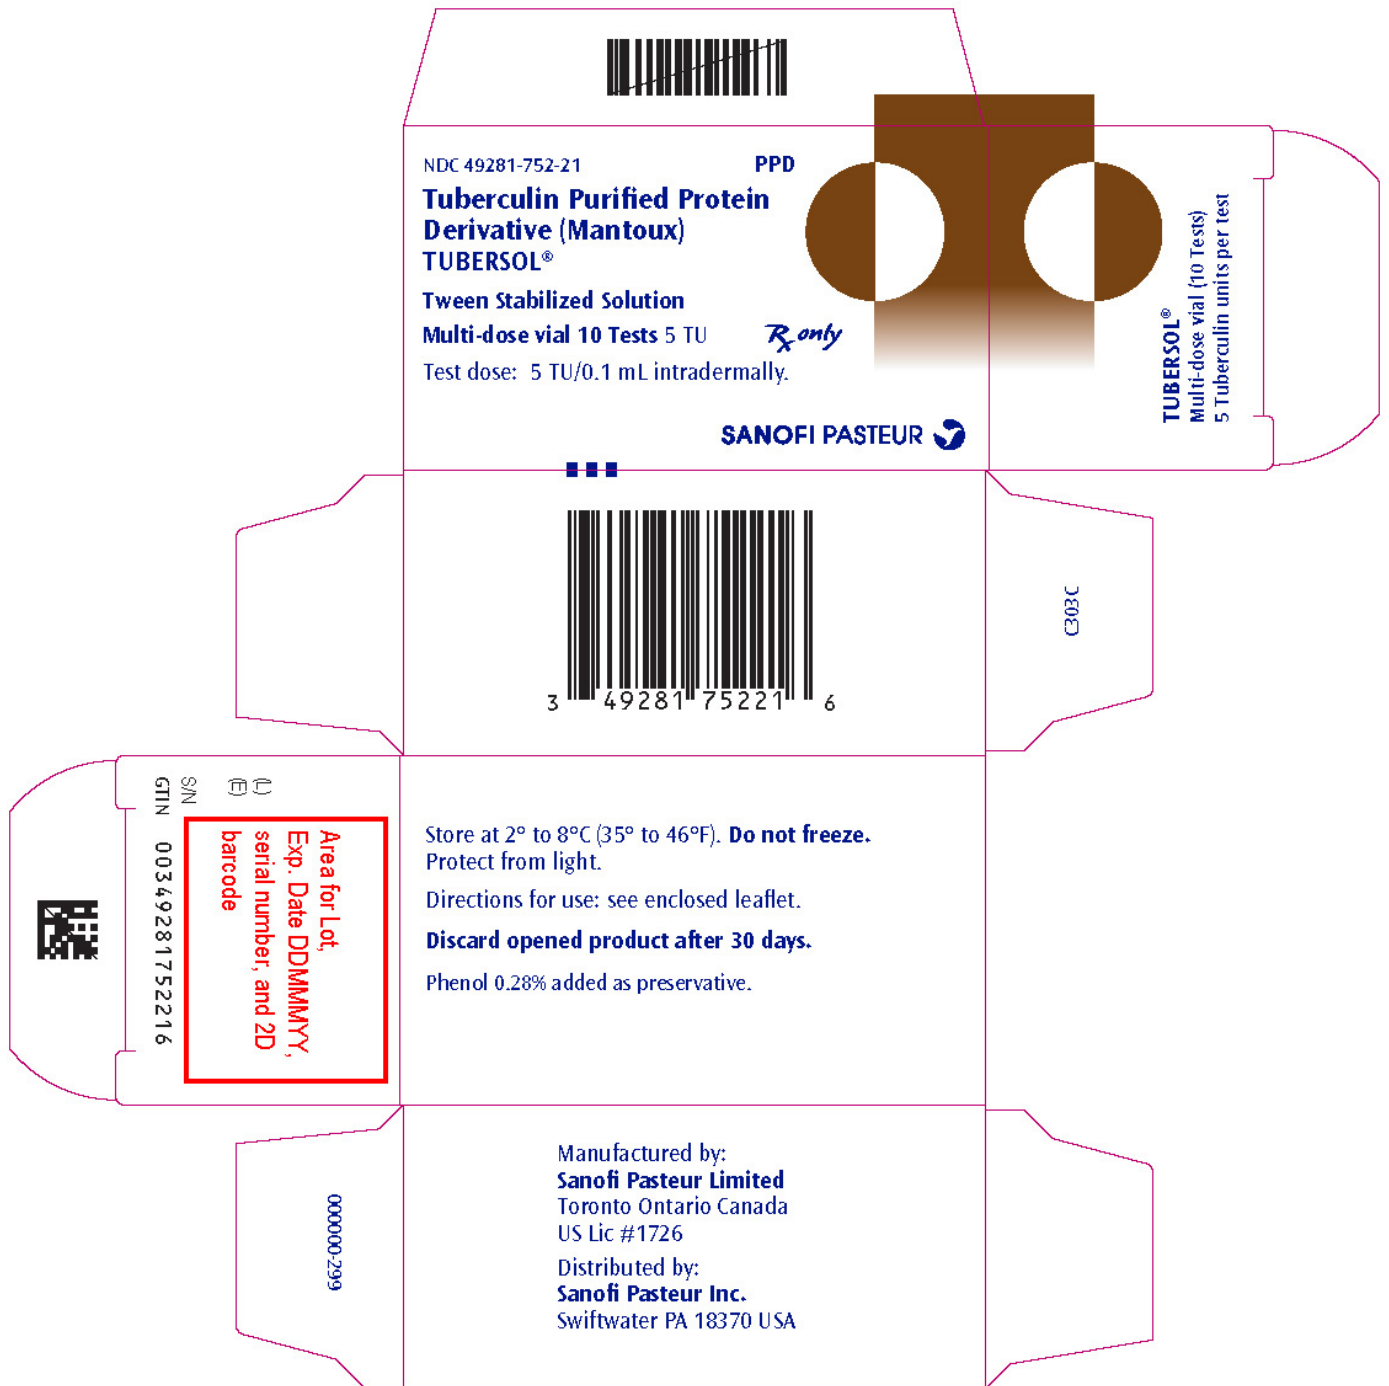 NDC 49281-752-21
PPD
Tuberculin Purified Protein
Derivative (Mantoux)
TUBERSOL®
Tween Stabilized Solution
Multi-dose vial 10 Tests 5 TU
Rx only
Test dose: 5 TU/0.1 mL intradermally.
SANOFI PASTEUR
TUBERSOL®
Multi-dose vial (10 Tests)
5 Tuberculin units per test
3 49281 75221 6
C303C
(L)
(E)
S/N
GTIN 00349281752216
Area for Lot,
Exp. Date DDMMMYY,
serial number, and 2D
barcode
Store at 2° to 8°C (35° to 46°F). Do not freeze.
Protect from light.
Directions for use: see enclosed leaflet.
Discard opened product after 30 days.
Phenol 0.28% added as preservative.
000000-299
Manufactured by:
Sanofi Pasteur Limited
Toronto Ontario Canada
US Lic #1726
Distributed by:
Sanofi Pasteur Inc.
Swiftwater PA 18370 USA